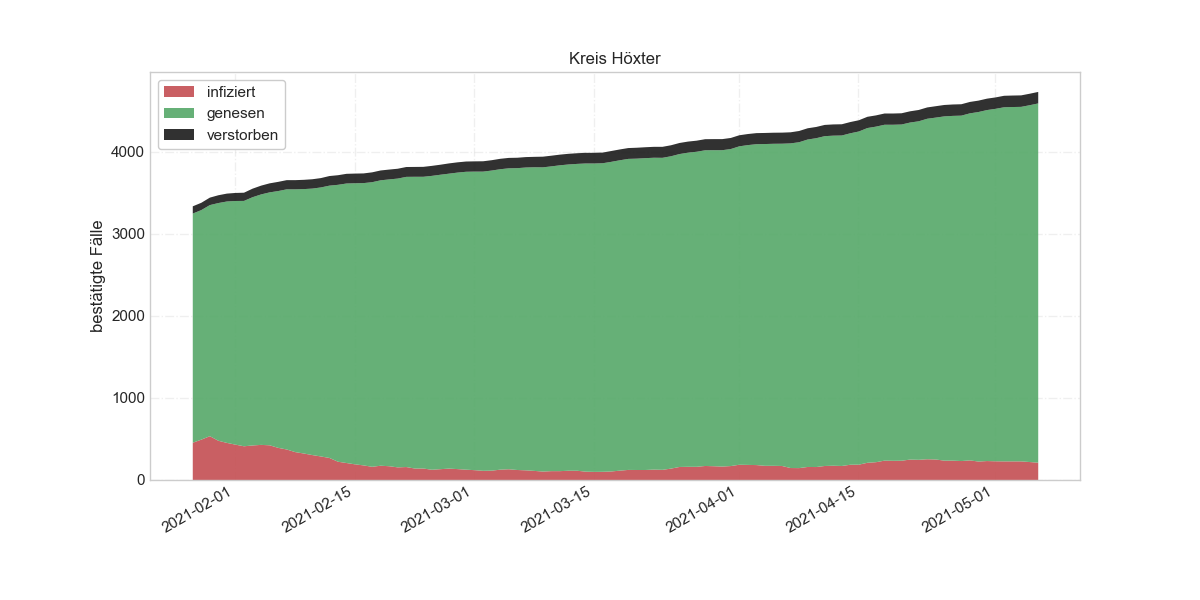 Kreis Höxter
infiziert
genesen
verstorben
bestätigte Fälle
4000
3000
2000
1000
0
2021-02-01
2021-02-15
2021-03-01
2021-03-15
2021-04-01
2021-04-15
2021-05-01